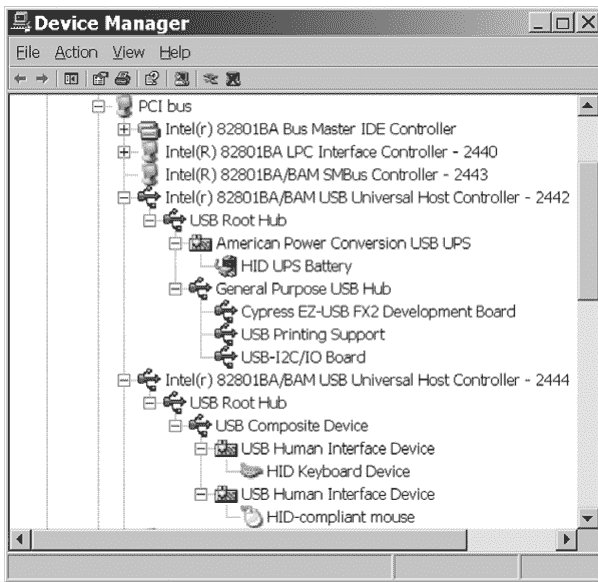 Device Manager
File Action View Help
PCI bus
Intel(r) 82801BA Bus Master IDE Controller
Intel(R) 82801BA LPC Interface Controller - 2440
Intel(R) 82801BA/BAM SMBus Controller - 2443
Intel(r) 82801BA/BAM USB Universal Host Controller - 2442
USB Root Hub
American Power Conversion USB UPS
HID UPS Battery
General Purpose USB Hub
Cypress EZ-USB FX2 Development Board
USB Printing Support
USB-I2C/IO Board
Intel(r) 82801BA/BAM USB Universal Host Controller - 2444
USB Root Hub
USB Composite Device
USB Human Interface Device
HID Keyboard Device
USB Human Interface Device
HID-compliant mouse